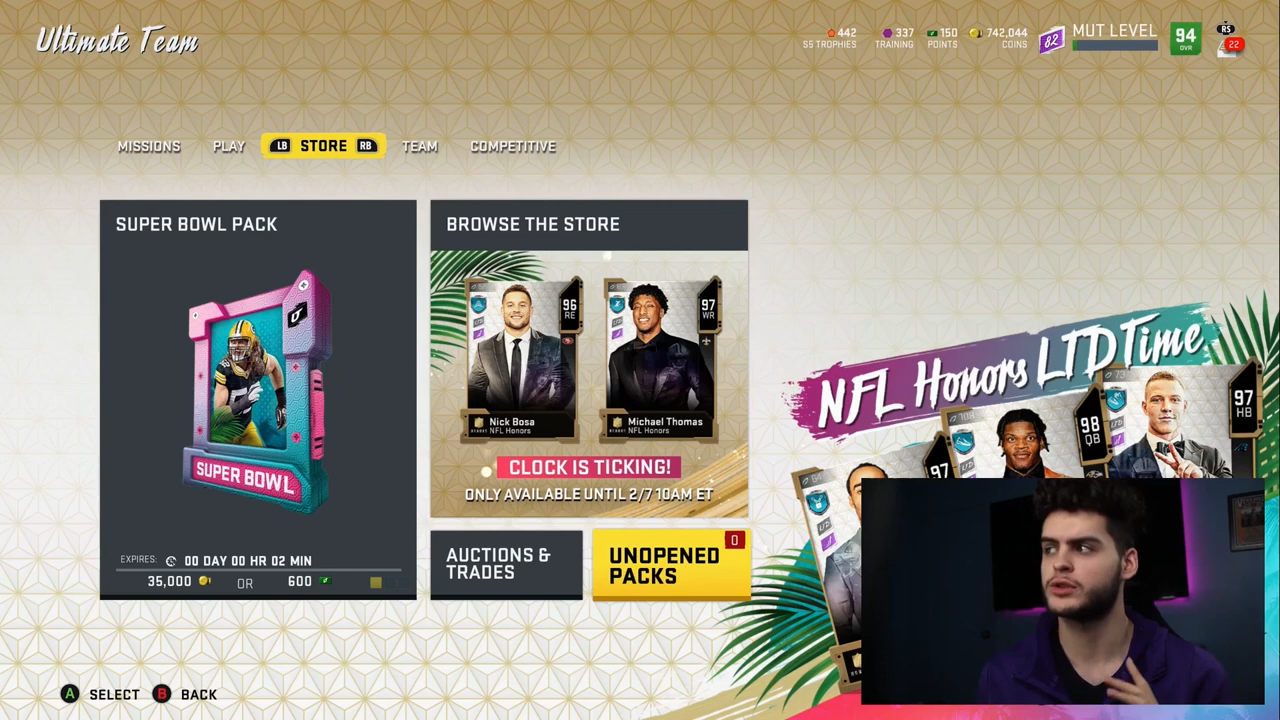 Ultimate Team
442
S5 TROPHIES
337
TRAINING
150
POINTS
742,044
COINS
82
MUT LEVEL
94
OVR
RS
22
MISSIONS
PLAY
LB STORE RB
TEAM
COMPETITIVE
SUPER BOWL PACK
SUPER BOWL
EXPIRES: 00 DAY 00 HR 02 MIN
35,000 OR 600
BROWSE THE STORE
96
RE
Nick Bosa
NFL Honors
97
WR
Michael Thomas
NFL Honors
CLOCK IS TICKING!
ONLY AVAILABLE UNTIL 2/7 10AM ET
AUCTIONS &
TRADES
UNOPENED
PACKS
0
NFL Honors LTD Time
97
98
QB
97
HB
A SELECT B BACK